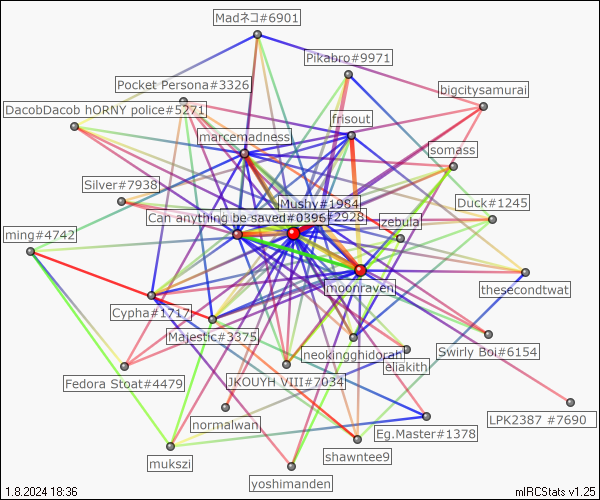 Madネコ#6901
Pikabro#9971
Pocket Persona#3326
bigcitysamurai
DacobDacob hORNY police#5271
frisout
marcemadness
somass
Silver#7938
Mushy#1984
Duck#1245
Can anything be saved#0396
#2928
zebula
ming#4742
moonraven
thesecondtwat
Cypha#1717
Majestic#3375
neokingghidorah
Swirly Boi#6154
eliakith
Fedora Stoat#4479
JKOUYH VIII#7034
LPK2387 #7690
normalwan
Eg.Master#1378
shawntee9
mukszi
yoshimanden
1.8.2024 18:36
mIRCStats v1.25